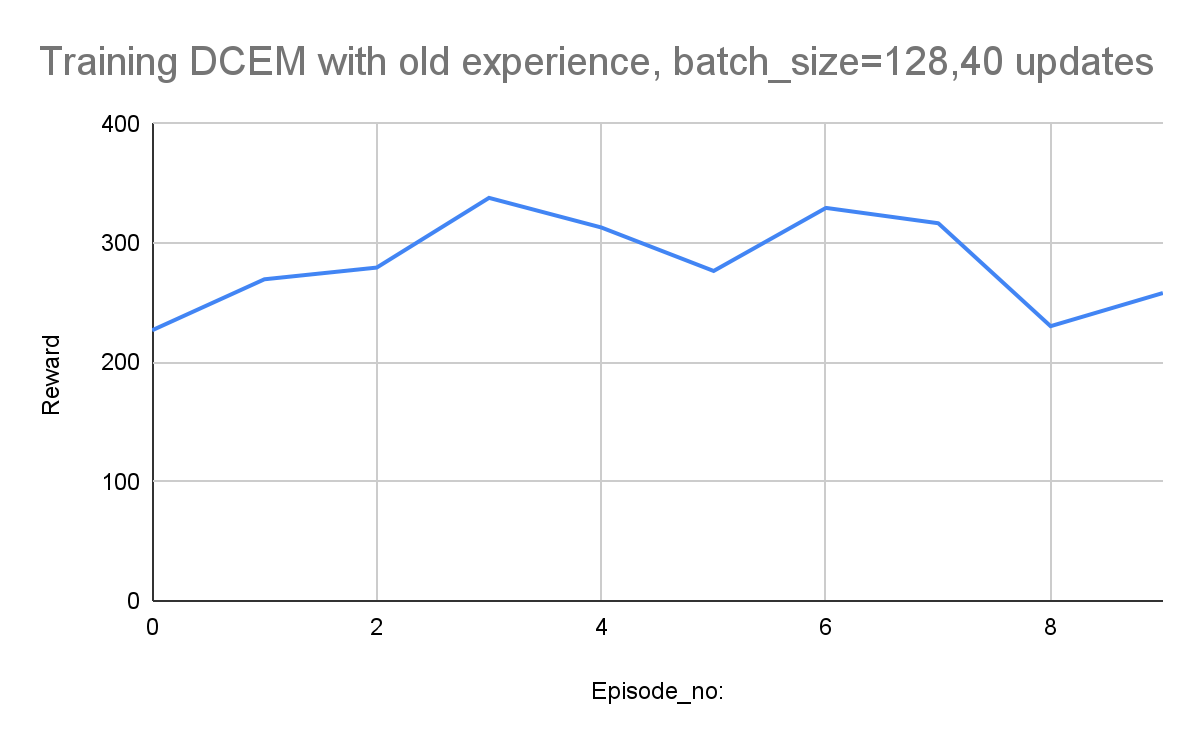 Training DCEM with old experience, batch_size=128,40 updates
400
300
200
100
0
Reward
0 2 4 6 8
Episode_no: